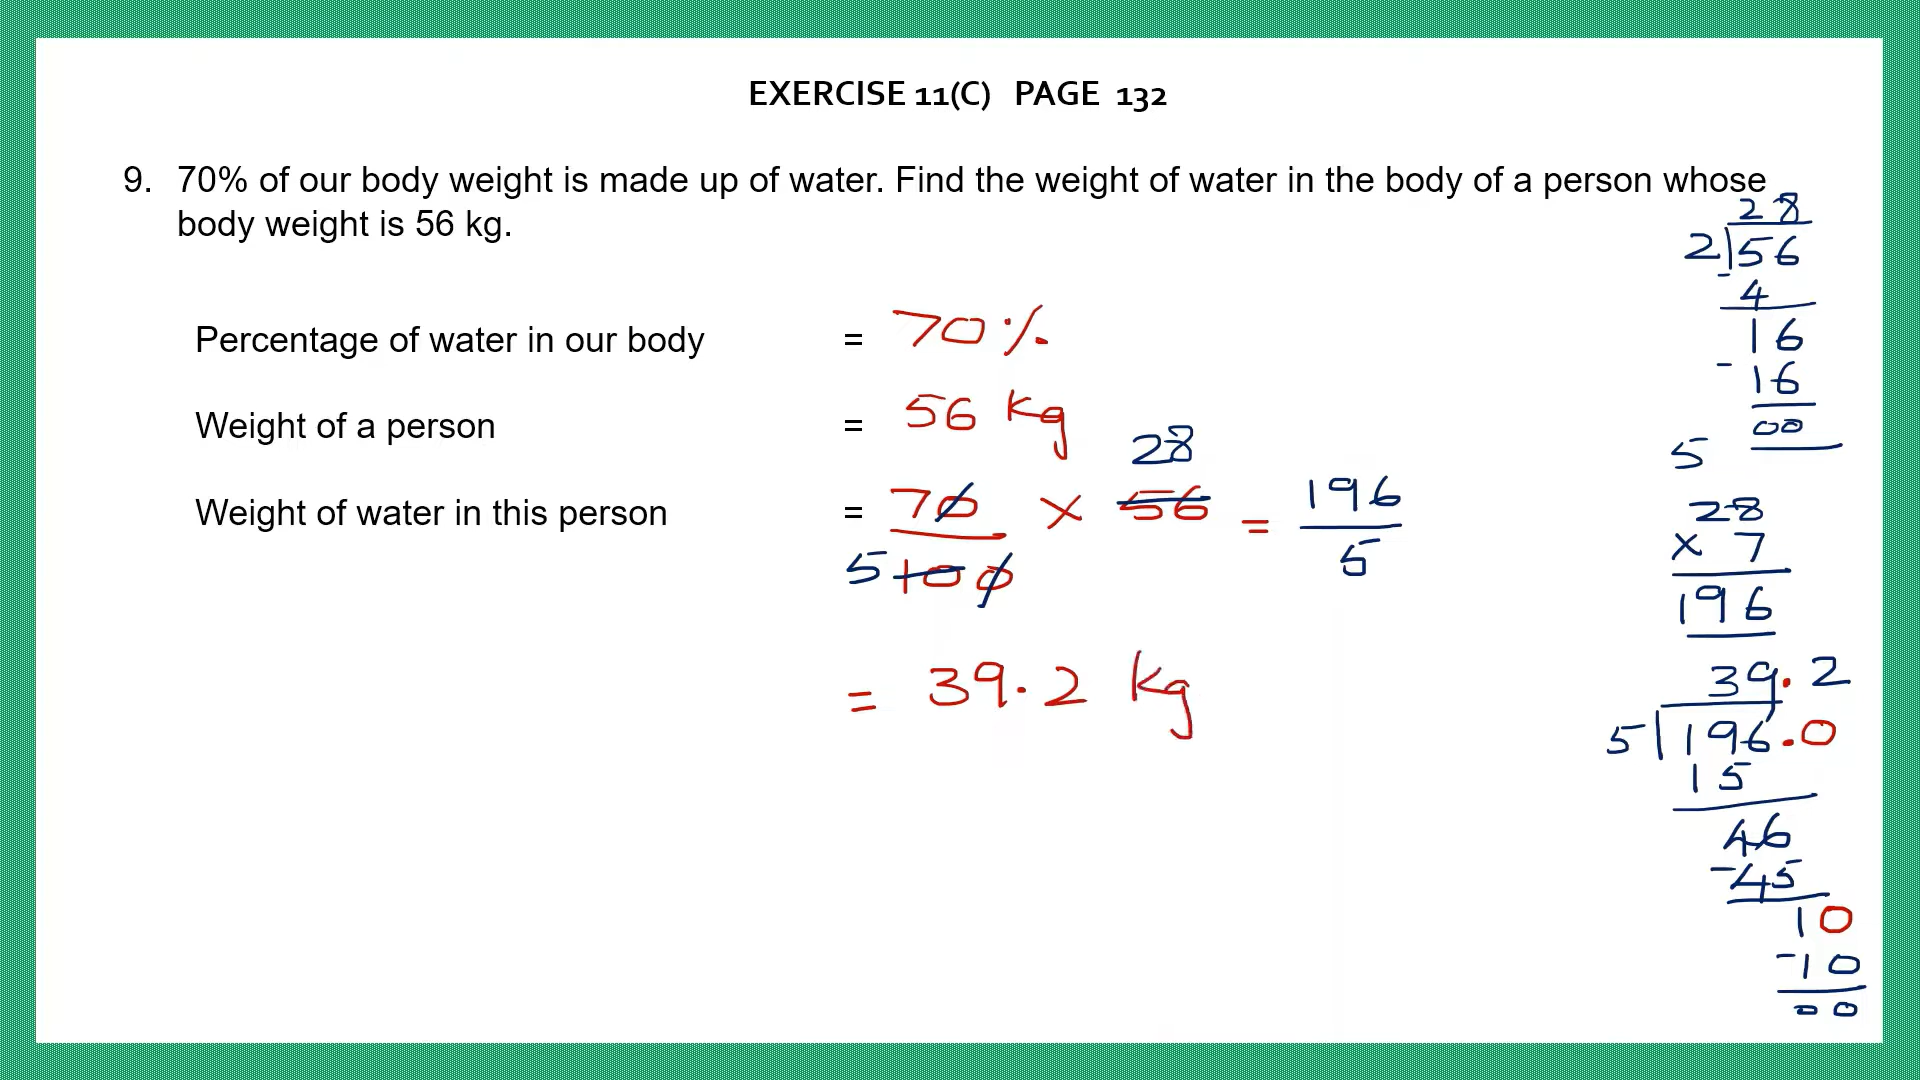 EXERCISE 11(C) PAGE 132
9. 70% of our body weight is made up of water. Find the weight of water in the body of a person whose
body weight is 56 kg.
Percentage of water in our body = 70%
Weight of a person = 56 kg
28
Weight of water in this person = 70 × 56 = 196
5 100 5
= 39.2 kg
28
2 56
- 4
16
- 16
00
5
28
× 7
196
39.2
5 196.0
15
46
-45
10
-10
00